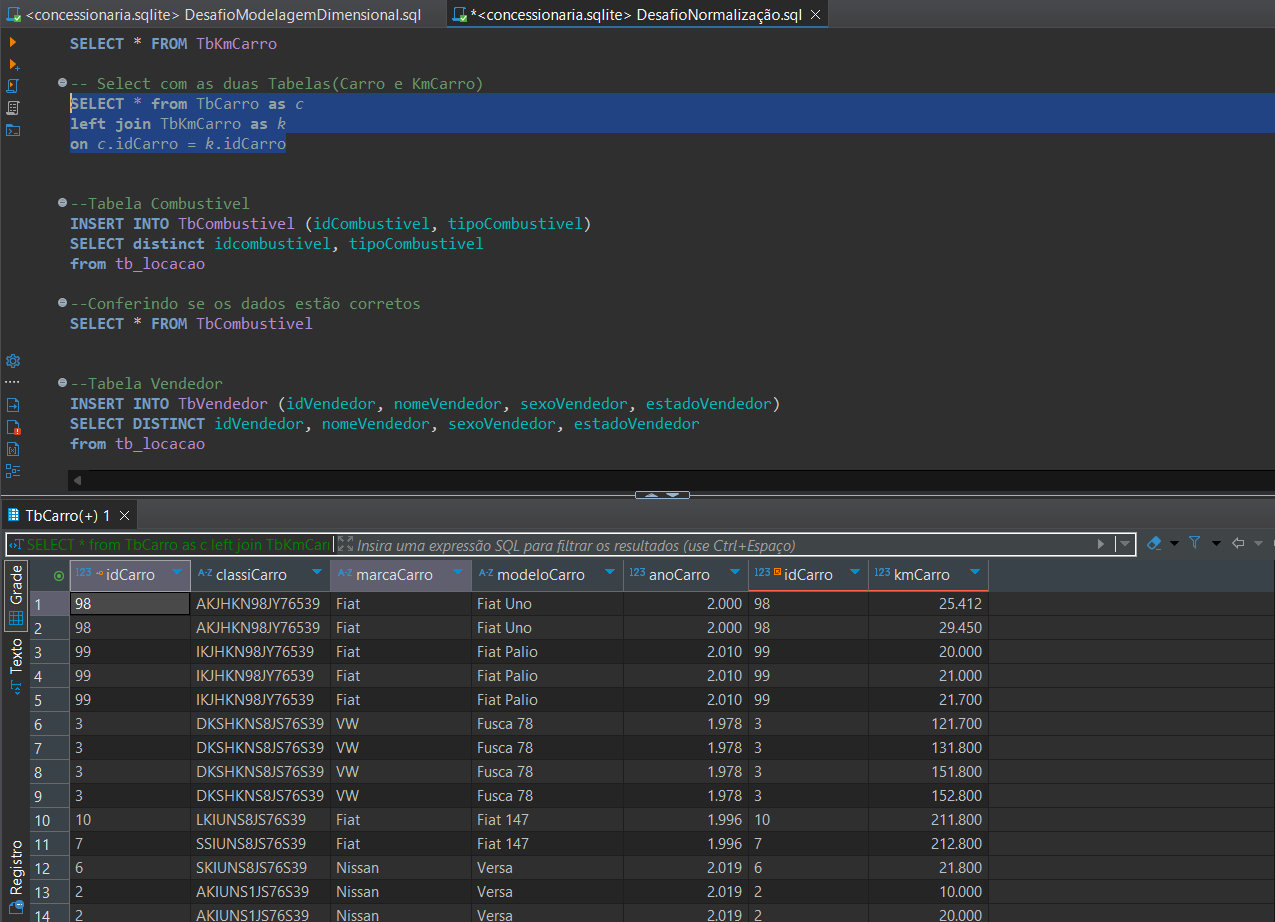 <concessionaria.sqlite> DesafioModelagemDimensional.sql *<concessionaria.sqlite> DesafioNormalização.sql
SELECT * FROM TbKmCarro
-- Select com as duas Tabelas(Carro e KmCarro)
SELECT * from TbCarro as c
left join TbKmCarro as k
on c.idCarro = k.idCarro
--Tabela Combustivel
INSERT INTO TbCombustivel (idCombustivel, tipoCombustivel)
SELECT distinct idcombustivel, tipoCombustivel
from tb_locacao
--Conferindo se os dados estão corretos
SELECT * FROM TbCombustivel
--Tabela Vendedor
INSERT INTO TbVendedor (idVendedor, nomeVendedor, sexoVendedor, estadoVendedor)
SELECT DISTINCT idVendedor, nomeVendedor, sexoVendedor, estadoVendedor
from tb_locacao
TbCarro(+) 1
SELECT * from TbCarro as c left join TbKmCarr Insira uma expressão SQL para filtrar os resultados (use Ctrl+Espaço)
Grade
Texto
Registro
123 idCarro A-Z classiCarro A-Z marcaCarro A-Z modeloCarro 123 anoCarro 123 idCarro 123 kmCarro
1 98 AKJHKN98JY76539 Fiat Fiat Uno 2.000 98 25.412
2 98 AKJHKN98JY76539 Fiat Fiat Uno 2.000 98 29.450
3 99 IKJHKN98JY76539 Fiat Fiat Palio 2.010 99 20.000
4 99 IKJHKN98JY76539 Fiat Fiat Palio 2.010 99 21.000
5 99 IKJHKN98JY76539 Fiat Fiat Palio 2.010 99 21.700
6 3 DKSHKNS8JS76S39 VW Fusca 78 1.978 3 121.700
7 3 DKSHKNS8JS76S39 VW Fusca 78 1.978 3 131.800
8 3 DKSHKNS8JS76S39 VW Fusca 78 1.978 3 151.800
9 3 DKSHKNS8JS76S39 VW Fusca 78 1.978 3 152.800
10 10 LKIUNS8JS76S39 Fiat Fiat 147 1.996 10 211.800
11 7 SSIUNS8JS76S39 Fiat Fiat 147 1.996 7 212.800
12 6 SKIUNS8JS76S39 Nissan Versa 2.019 6 21.800
13 2 AKIUNS1JS76S39 Nissan Versa 2.019 2 10.000
14 2 AKIUNS1JS76S39 Nissan Versa 2.019 2 20.000